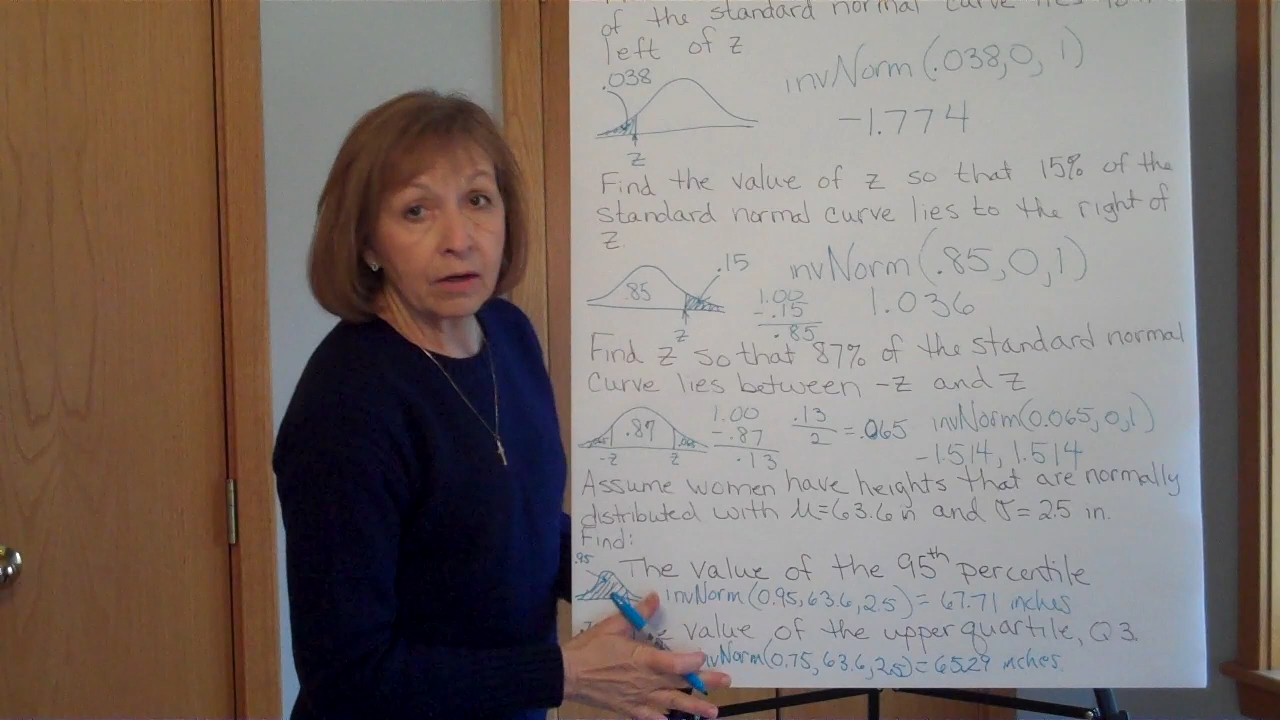 of the standard normal curve lies to
left of z
.038
invNorm(.038,0,1)
-1.774
z
Find the value of z so that 15% of the
standard normal curve lies to the right of
z.
.15
invNorm(.85,0,1)
.85
1.00
-.15
.85
1.036
z
Find z so that 87% of the standard normal
curve lies between -z and z
.87
-z
z
1.00
-.87
.13
.13
2
=.065
invNorm(0.065,0,1)
-1.514, 1.514
Assume women have heights that are normally
distributed with μ=63.6 in and σ=2.5 in.
Find:
.95
The value of the 95th percentile
invNorm(0.95,63.6,2.5)=67.71 inches
value of the upper quartile, Q3.
invNorm(0.75,63.6,2.5)=65.29 inches.